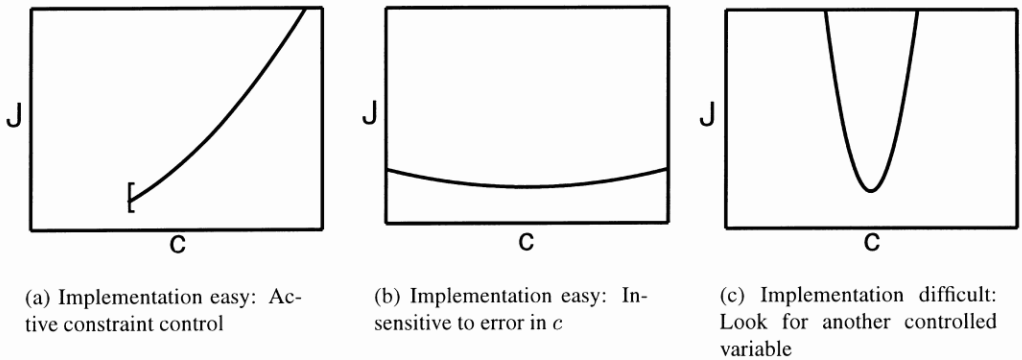 J
C
(a) Implementation easy: Ac-
tive constraint control
J
C
(b) Implementation easy: In-
sensitive to error in c
J
C
(c) Implementation difficult:
Look for another controlled
variable